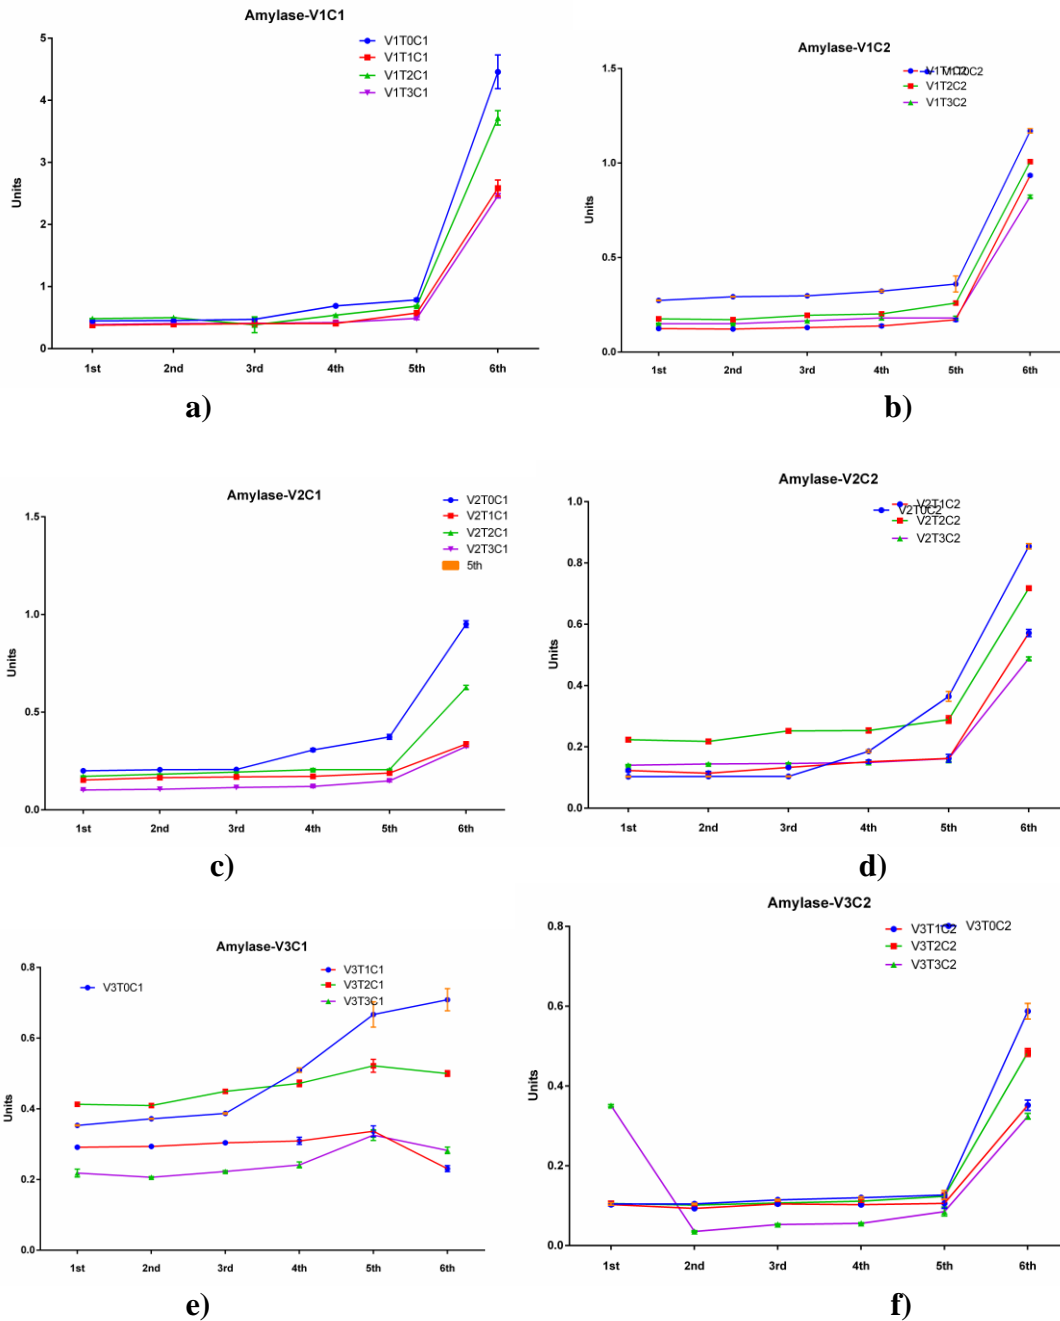 Amylase-V1C1
V1T0C1
V1T1C1
V1T2C1
V1T3C1
Units
5
4
3
2
1
0
1st 2nd 3rd 4th 5th 6th
a)
Amylase-V1C2
V1T1C2 V1T0C2
V1T2C2
V1T3C2
Units
1.5
1.0
0.5
0.0
1st 2nd 3rd 4th 5th 6th
b)
Amylase-V2C1
V2T0C1
V2T1C1
V2T2C1
V2T3C1
5th
Units
1.5
1.0
0.5
0.0
1st 2nd 3rd 4th 5th 6th
c)
Amylase-V2C2
V2T1C2
V2T0C2
V2T2C2
V2T3C2
Units
1.0
0.8
0.6
0.4
0.2
0.0
1st 2nd 3rd 4th 5th 6th
d)
Amylase-V3C1
V3T0C1
V3T1C1
V3T2C1
V3T3C1
Units
0.8
0.6
0.4
0.2
0.0
1st 2nd 3rd 4th 5th 6th
e)
Amylase-V3C2
V3T1C2 V3T0C2
V3T2C2
V3T3C2
Units
0.8
0.6
0.4
0.2
0.0
1st 2nd 3rd 4th 5th 6th
f)